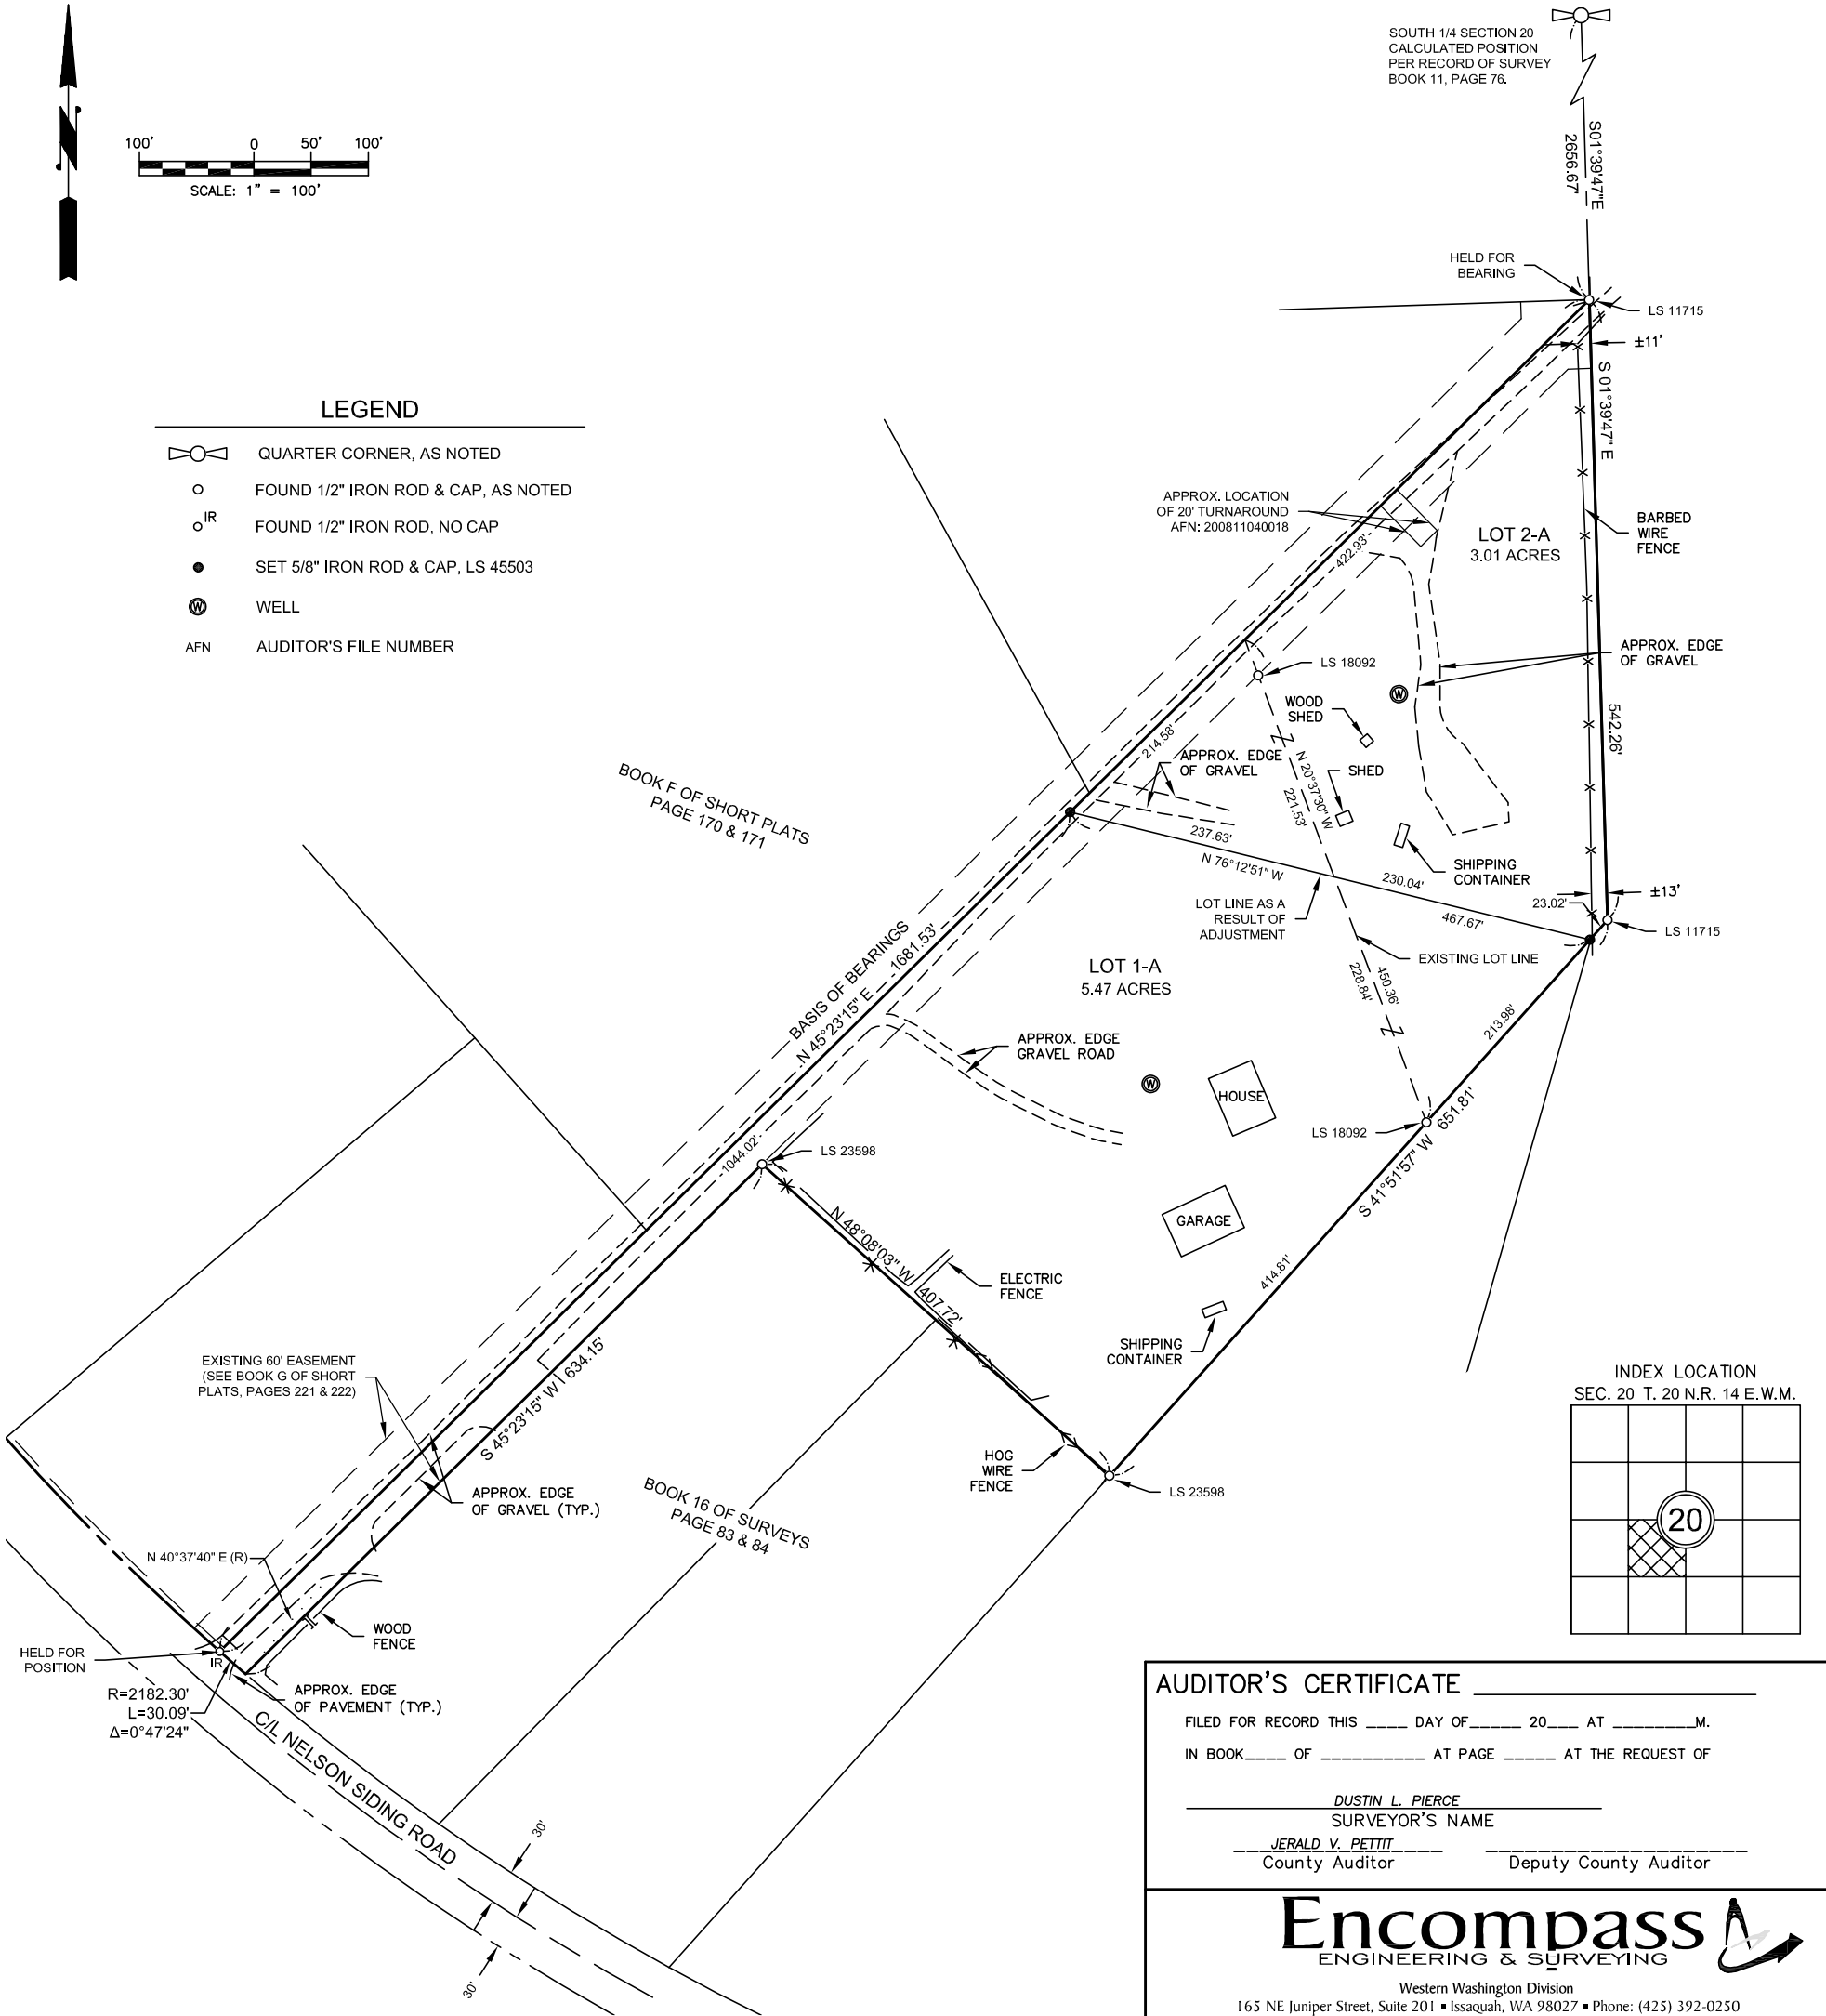 SOUTH 1/4 SECTION 20
CALCULATED POSITION
PER RECORD OF SURVEY
BOOK 11, PAGE 76.
N
100' 0 50' 100'
SCALE: 1" = 100'
S01°39'47"E
2656.67'
HELD FOR
BEARING
LS 11715
±11'
S 01°39'47" E
LEGEND
QUARTER CORNER, AS NOTED
FOUND 1/2" IRON ROD & CAP, AS NOTED
IR
FOUND 1/2" IRON ROD, NO CAP
SET 5/8" IRON ROD & CAP, LS 45503
W
WELL
AFN AUDITOR'S FILE NUMBER
APPROX. LOCATION
OF 20' TURNAROUND
AFN: 200811040018
422.93'
LOT 2-A
3.01 ACRES
BARBED
WIRE
FENCE
APPROX. EDGE
OF GRAVEL
LS 18092
W
WOOD
SHED
542.26'
214.58'
APPROX. EDGE
OF GRAVEL
N 20°37'30" W
221.53'
SHED
BOOK F OF SHORT PLATS
PAGE 170 & 171
237.63'
N 76°12'51" W
230.04'
467.67'
SHIPPING
CONTAINER
±13'
23.02'
LS 11715
LOT LINE AS A
RESULT OF
ADJUSTMENT
EXISTING LOT LINE
450.36'
228.84'
BASIS OF BEARINGS
N 45°23'15" E 1681.53'
LOT 1-A
5.47 ACRES
213.98'
APPROX. EDGE
GRAVEL ROAD
W
HOUSE
LS 18092
S 41°51'57" W 651.81'
1044.02'
LS 23598
GARAGE
N 48°08'03" W
407.72'
ELECTRIC
FENCE
414.81'
SHIPPING
CONTAINER
EXISTING 60' EASEMENT
(SEE BOOK G OF SHORT
PLATS, PAGES 221 & 222)
S 45°23'15" W 634.15'
INDEX LOCATION
SEC. 20 T. 20 N.R. 14 E.W.M.
20
HOG
WIRE
FENCE
LS 23598
APPROX. EDGE
OF GRAVEL (TYP.)
BOOK 16 OF SURVEYS
PAGE 83 & 84
N 40°37'40" E (R)
WOOD
FENCE
HELD FOR
POSITION
IR
R=2182.30'
L=30.09'
Δ=0°47'24"
APPROX. EDGE
OF PAVEMENT (TYP.)
C/L NELSON SIDING ROAD
30'
30'
AUDITOR'S CERTIFICATE
FILED FOR RECORD THIS ____ DAY OF_____ 20___ AT ________M.
IN BOOK____ OF __________ AT PAGE _____ AT THE REQUEST OF
DUSTIN L. PIERCE
SURVEYOR'S NAME
JERALD V. PETTIT
County Auditor Deputy County Auditor
Encompass
ENGINEERING & SURVEYING
Western Washington Division
165 NE Juniper Street, Suite 201 ▪ Issaquah, WA 98027 ▪ Phone: (425) 392-0250